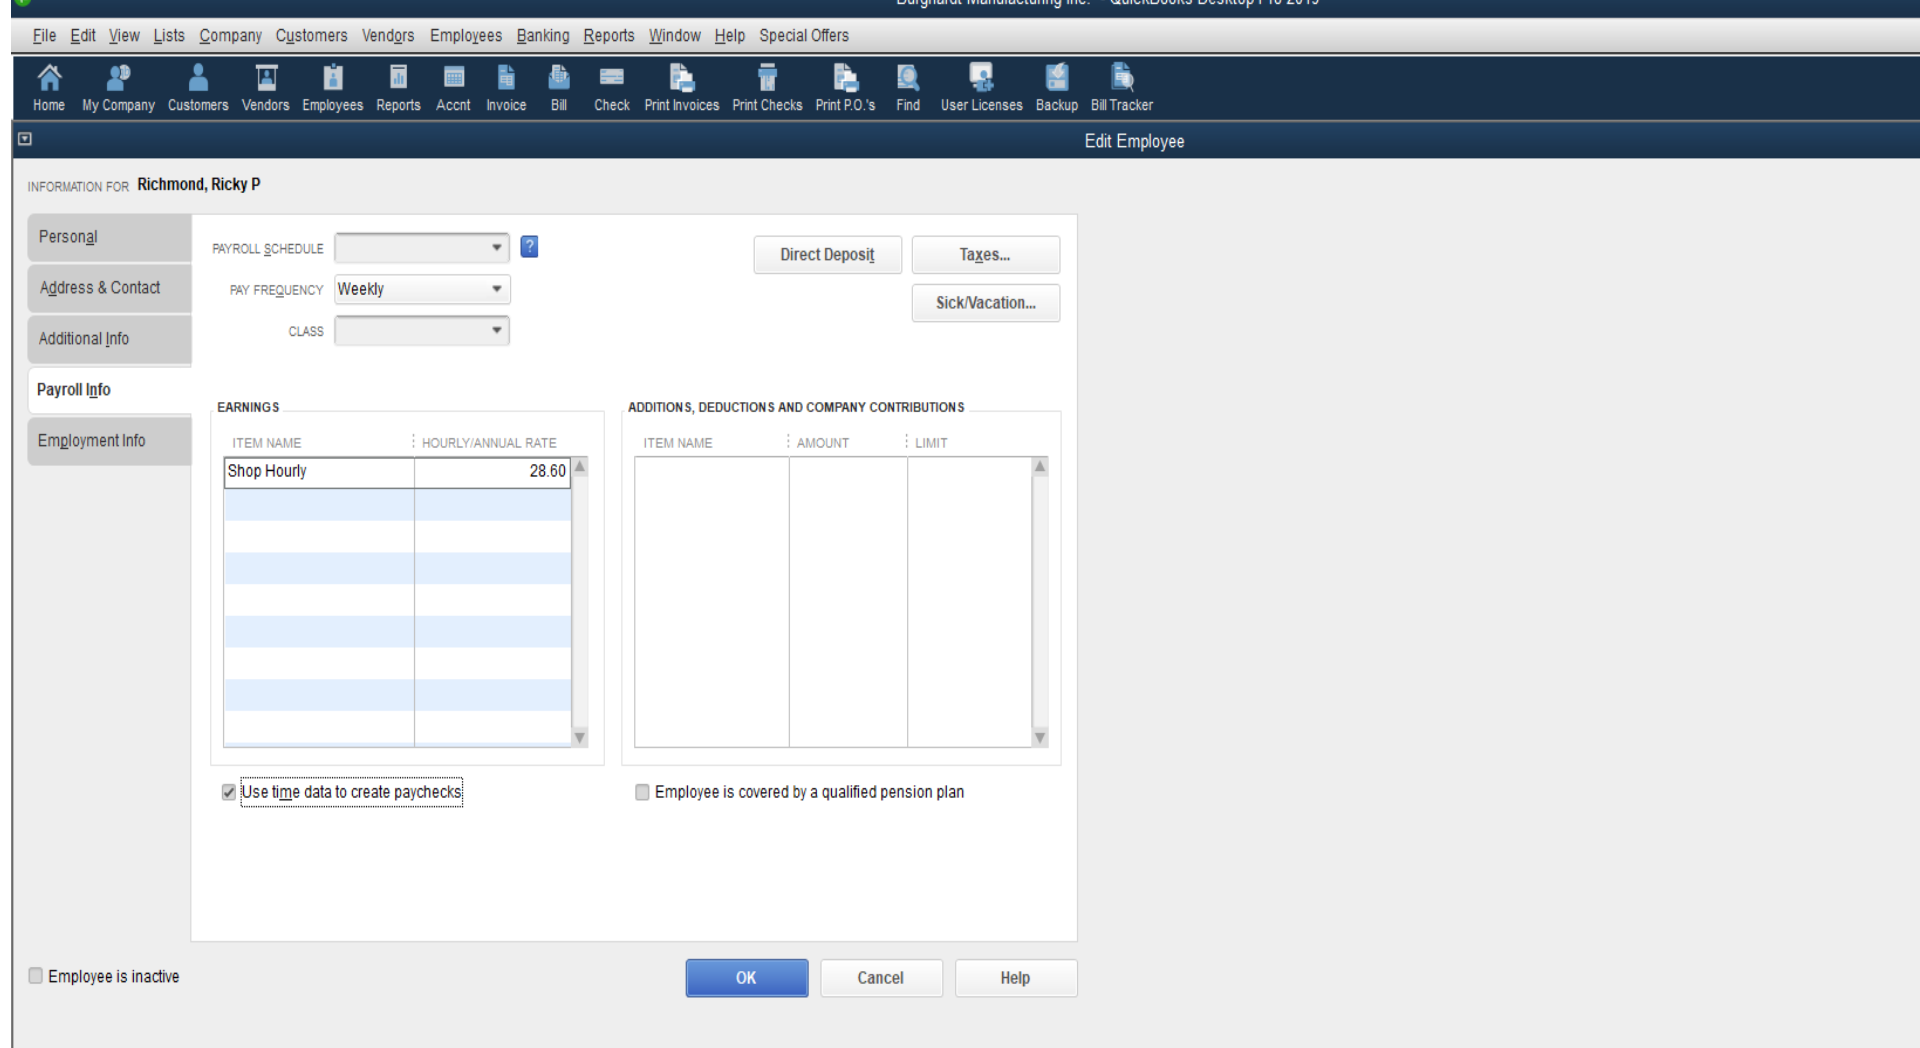 Burghardt Manufacturing Inc. - QuickBooks Desktop Pro 2019
File Edit View Lists Company Customers Vendors Employees Banking Reports Window Help Special Offers
Home My Company Customers Vendors Employees Reports Accnt Invoice Bill Check Print Invoices Print Checks Print P.O.'s Find User Licenses Backup Bill Tracker
Edit Employee
INFORMATION FOR Richmond, Ricky P
Personal
Address & Contact
Additional Info
Payroll Info
Employment Info
PAYROLL SCHEDULE ?
PAY FREQUENCY Weekly
CLASS
Direct Deposit Taxes...
Sick/Vacation...
EARNINGS
ITEM NAME HOURLY/ANNUAL RATE
Shop Hourly 28.60
Use time data to create paychecks
ADDITIONS, DEDUCTIONS AND COMPANY CONTRIBUTIONS
ITEM NAME AMOUNT LIMIT
Employee is covered by a qualified pension plan
Employee is inactive
OK Cancel Help